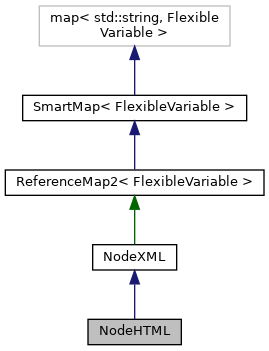 map< std::string, Flexible
Variable >
SmartMap< FlexibleVariable >
ReferenceMap2< FlexibleVariable >
NodeXML
NodeHTML